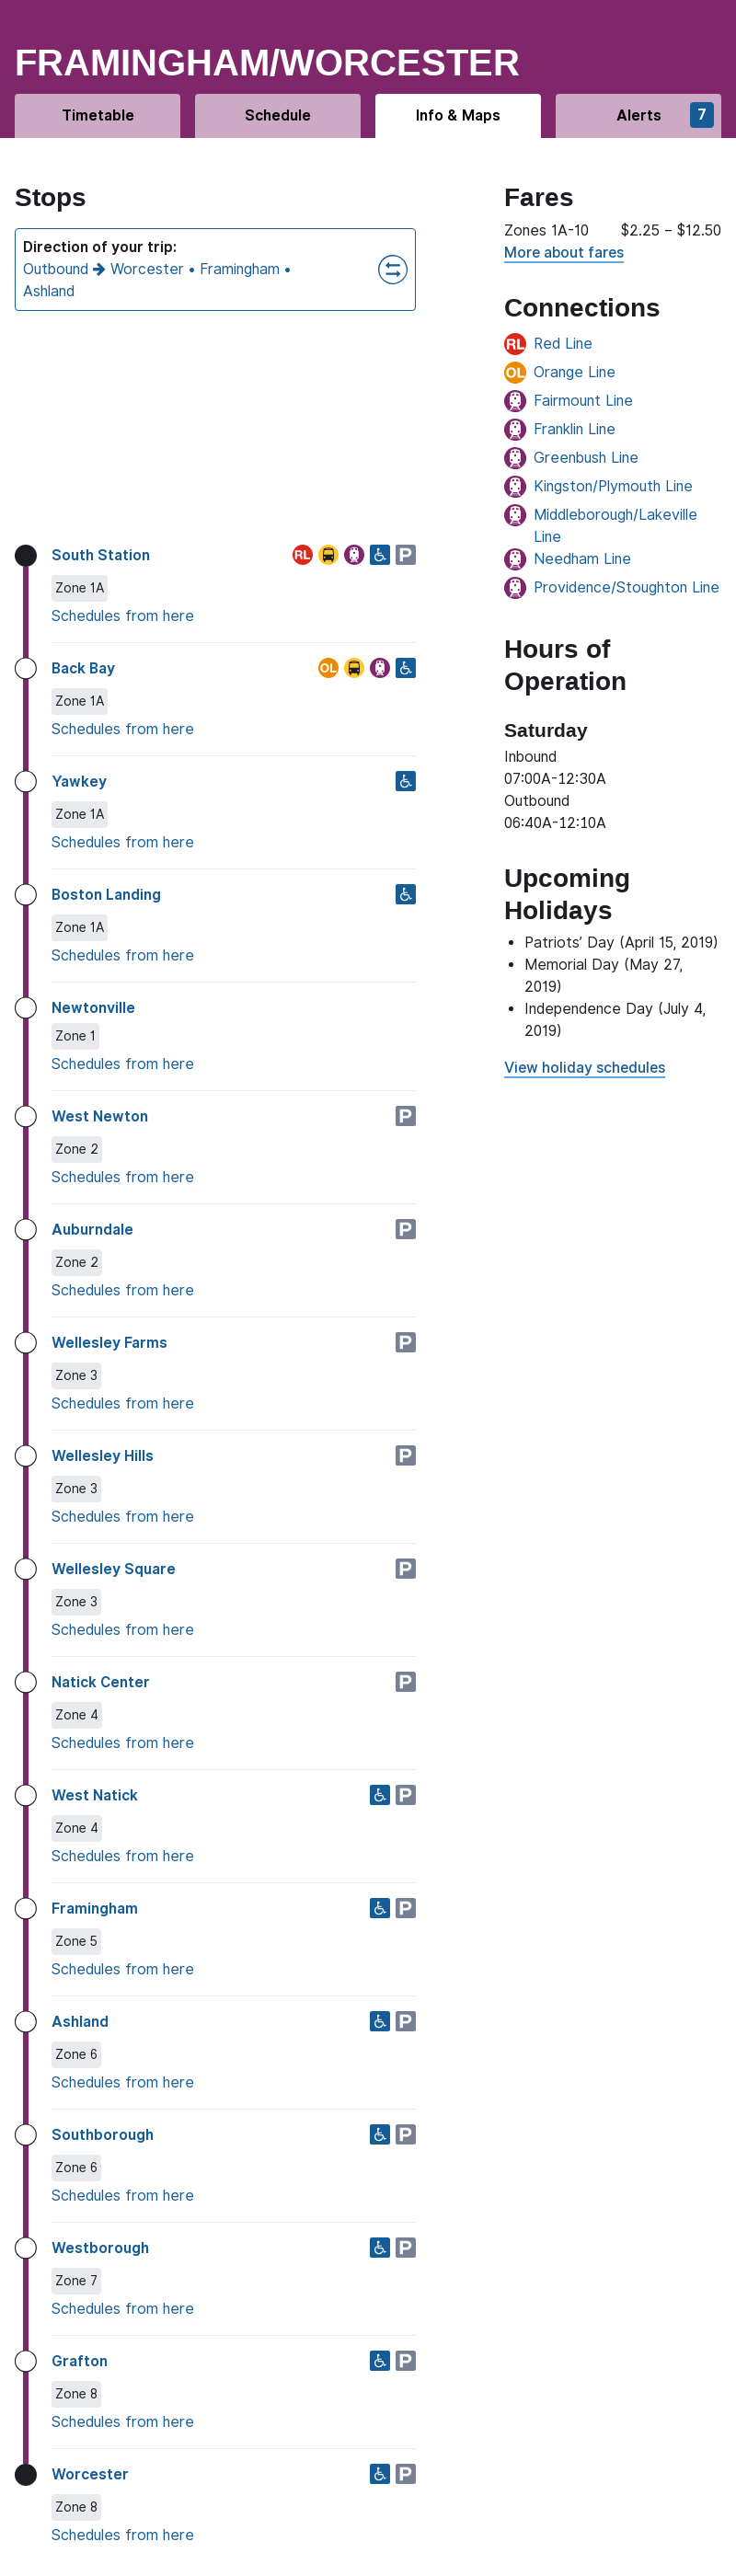 FRAMINGHAM/WORCESTER
Timetable
Schedule
Info & Maps
Alerts
7
Stops
Direction of your trip:
Outbound Worcester • Framingham •
Ashland
South Station
RL
P
Zone 1A
Schedules from here
Back Bay
OL
Zone 1A
Schedules from here
Yawkey
Zone 1A
Schedules from here
Boston Landing
Zone 1A
Schedules from here
Newtonville
Zone 1
Schedules from here
West Newton
P
Zone 2
Schedules from here
Auburndale
P
Zone 2
Schedules from here
Wellesley Farms
P
Zone 3
Schedules from here
Wellesley Hills
P
Zone 3
Schedules from here
Wellesley Square
P
Zone 3
Schedules from here
Natick Center
P
Zone 4
Schedules from here
West Natick
P
Zone 4
Schedules from here
Framingham
P
Zone 5
Schedules from here
Ashland
P
Zone 6
Schedules from here
Southborough
P
Zone 6
Schedules from here
Westborough
P
Zone 7
Schedules from here
Grafton
P
Zone 8
Schedules from here
Worcester
P
Zone 8
Schedules from here
Fares
Zones 1A-10 $2.25 – $12.50
More about fares
Connections
RL Red Line
OL Orange Line
Fairmount Line
Franklin Line
Greenbush Line
Kingston/Plymouth Line
Middleborough/Lakeville
Line
Needham Line
Providence/Stoughton Line
Hours of
Operation
Saturday
Inbound
07:00A-12:30A
Outbound
06:40A-12:10A
Upcoming
Holidays
• Patriots’ Day (April 15, 2019)
• Memorial Day (May 27,
2019)
• Independence Day (July 4,
2019)
View holiday schedules